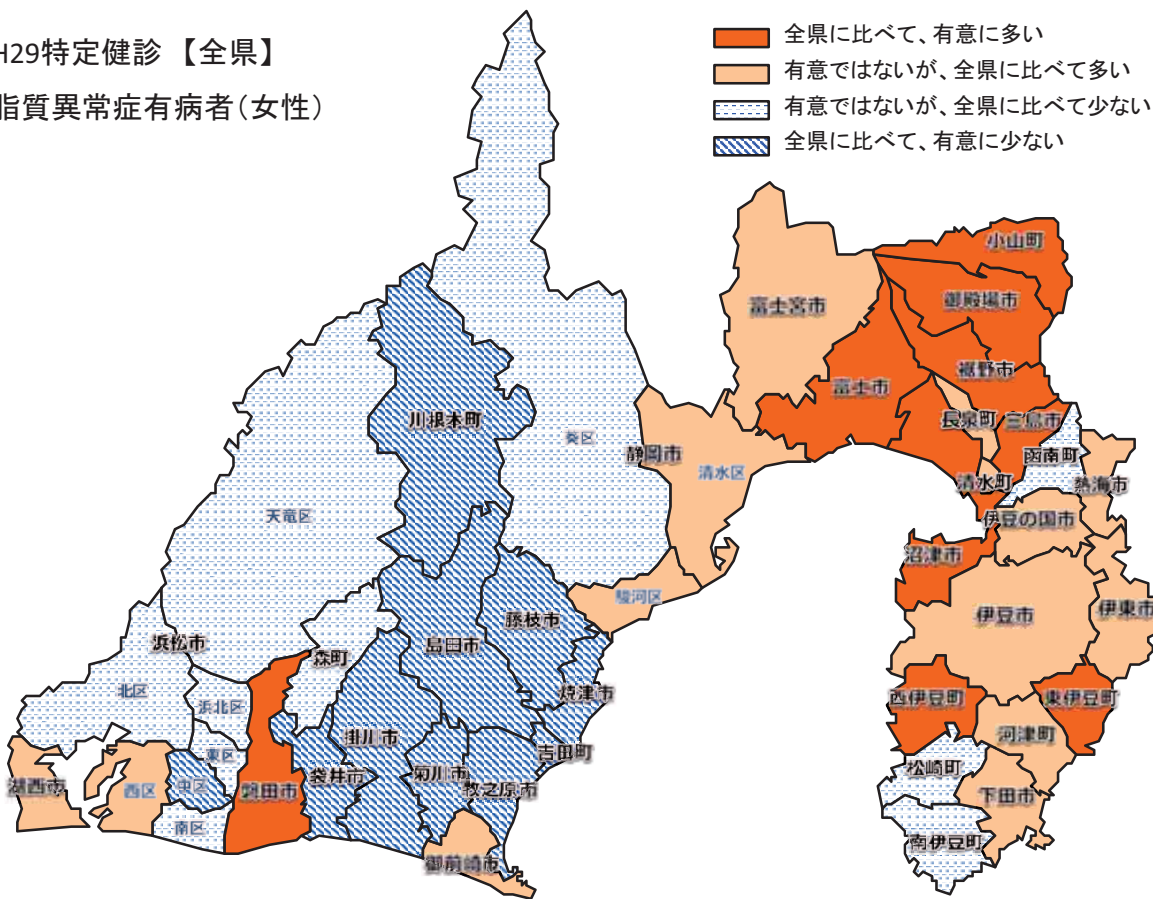 H29特定健診 【全県】
脂質異常症有病者(女性)
全県に比べて、有意に多い
有意ではないが、全県に比べて多い
有意ではないが、全県に比べて少ない
全県に比べて、有意に少ない
小山町
御殿場市
富士宮市
裾野市
富士市
長泉町
三島市
函南町
清水町
熱海市
伊豆の国市
沼津市
伊豆市
伊東市
西伊豆町
東伊豆町
河津町
松崎町
下田市
南伊豆町
川根本町
葵区
静岡市
清水区
天竜区
駿河区
藤枝市
島田市
浜松市
森町
焼津市
北区
浜北区
掛川市
吉田町
東区
袋井市
菊川市
牧之原市
湖西市
西区
中区
磐田市
南区
御前崎市